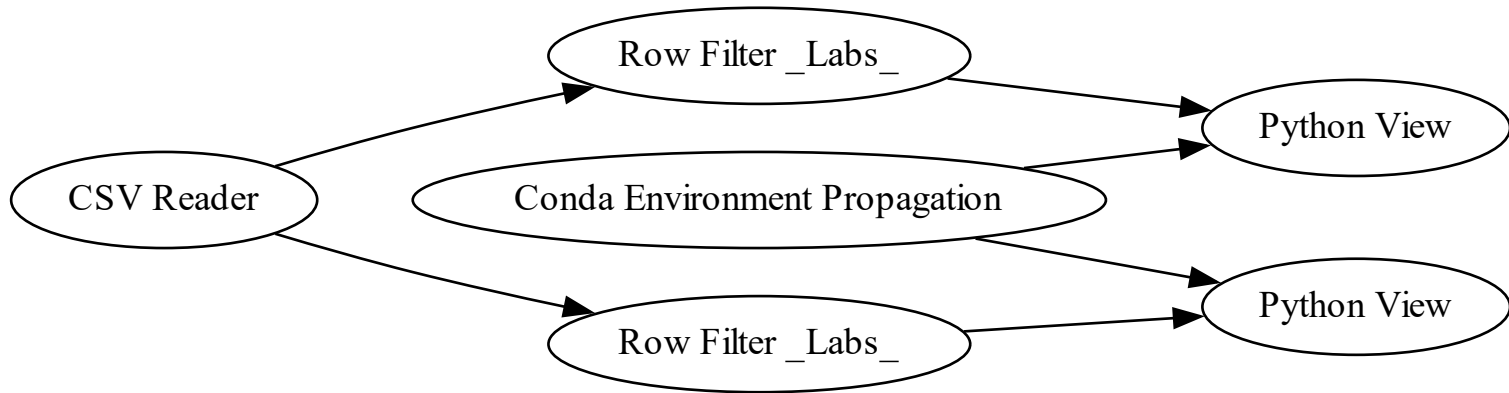 Row Filter _Labs_
Python View
CSV Reader
Conda Environment Propagation
Python View
Row Filter _Labs_